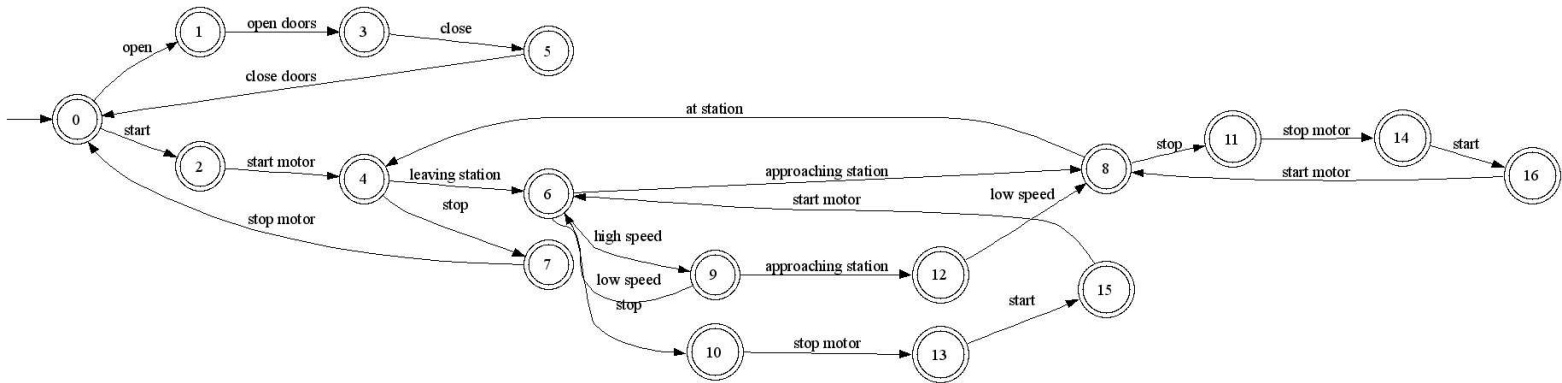 1
open doors
3
close
open
5
close doors
0
at station
start
11
stop motor
14
start
stop
2
start motor
4
leaving station
6
approaching station
8
start motor
16
low speed
start motor
stop
stop motor
high speed
7
9
approaching station
12
low speed
15
stop
start
10
stop motor
13